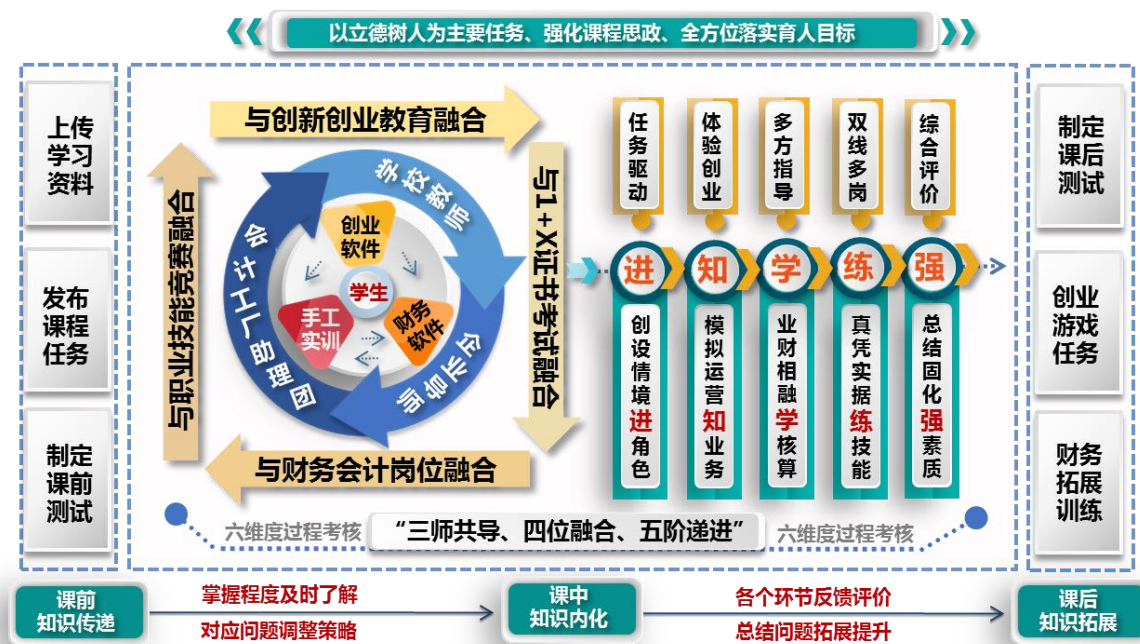 以立德树人为主要任务、强化课程思政、全方位落实育人目标
上传
学习
资料
发布
课程
任务
制定
课前
测试
与创新创业教育融合
与1+X证书考试融合
与财务会计岗位融合
与职业技能竞赛融合
学校教师
企业导师
会计工厂助理团
创业
软件
学生
手工
实训
财务
软件
任务驱动
体验创业
多方指导
双线多岗
综合评价
进
知
学
练
强
创设情境进角色
模拟运营知业务
业财相融学核算
真凭实据练技能
总结固化强素质
六维度过程考核
“三师共导、四位融合、五阶递进”
六维度过程考核
制定
课后
测试
创业
游戏
任务
财务
拓展
训练
课前
知识传递
掌握程度及时了解
对应问题调整策略
课中
知识内化
各个环节反馈评价
总结问题拓展提升
课后
知识拓展